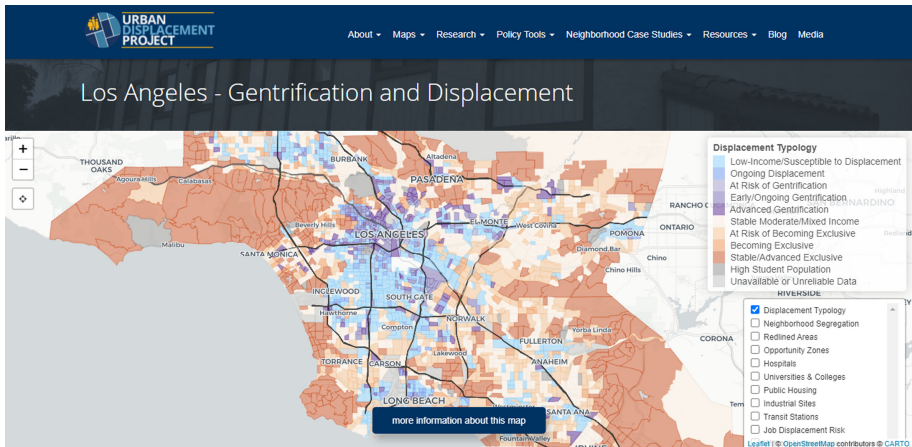 URBAN
DISPLACEMENT
PROJECT
About Maps Research Policy Tools Neighborhood Case Studies Resources Blog Media
Los Angeles - Gentrification and Displacement
+
−
THOUSAND
OAKS
Agoura Hills
Calabasas
Malibu
BURBANK
Altadena
PASADENA
Beverly Hills
LOS ANGELES
EL MONTE
West Covina
POMONA
ONTARIO
RANCHO
BERNARDINO
Highland
SANTA MONICA
Diamond Bar
Chino
Chino Hills
INGLEWOOD
SOUTH GATE
Hawthorne
NORWALK
RIVERSIDE
Compton
Yorba Linda
FULLERTON
CORONA
Lakewood
TORRANCE
CARSON
ANAHEIM
LONG BEACH
SANTA ANA
Fountain Valley
Displacement Typology
Low-Income/Susceptible to Displacement
Ongoing Displacement
At Risk of Gentrification
Early/Ongoing Gentrification
Advanced Gentrification
Stable Moderate/Mixed Income
At Risk of Becoming Exclusive
Becoming Exclusive
Stable/Advanced Exclusive
High Student Population
Unavailable or Unreliable Data
Displacement Typology
Neighborhood Segregation
Redlined Areas
Opportunity Zones
Hospitals
Universities & Colleges
Public Housing
Industrial Sites
Transit Stations
Job Displacement Risk
more information about this map
Leaflet | © OpenStreetMap contributors © CARTO